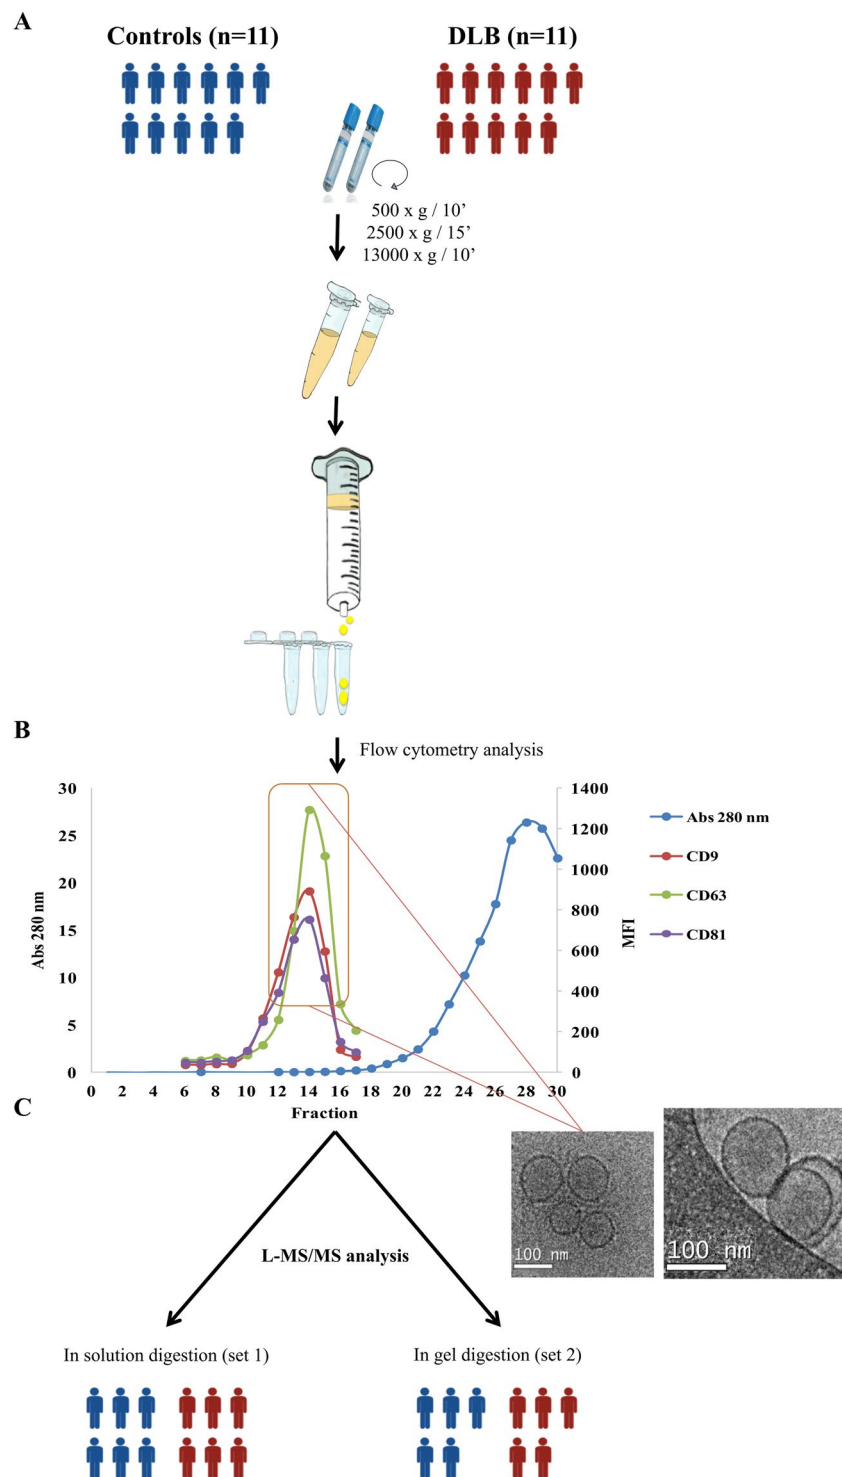 A
Controls (n=11)
DLB (n=11)
500 x g / 10’
2500 x g / 15’
13000 x g / 10’
B
Flow cytometry analysis
30
25
20
15
10
5
0
Abs 280 nm
1400
1200
1000
800
600
400
200
0
MFI
Abs 280 nm
CD9
CD63
CD81
0 2 4 6 8 10 12 14 16 18 20 22 24 26 28 30
Fraction
C
100 nm
100 nm
L-MS/MS analysis
In solution digestion (set 1)
In gel digestion (set 2)